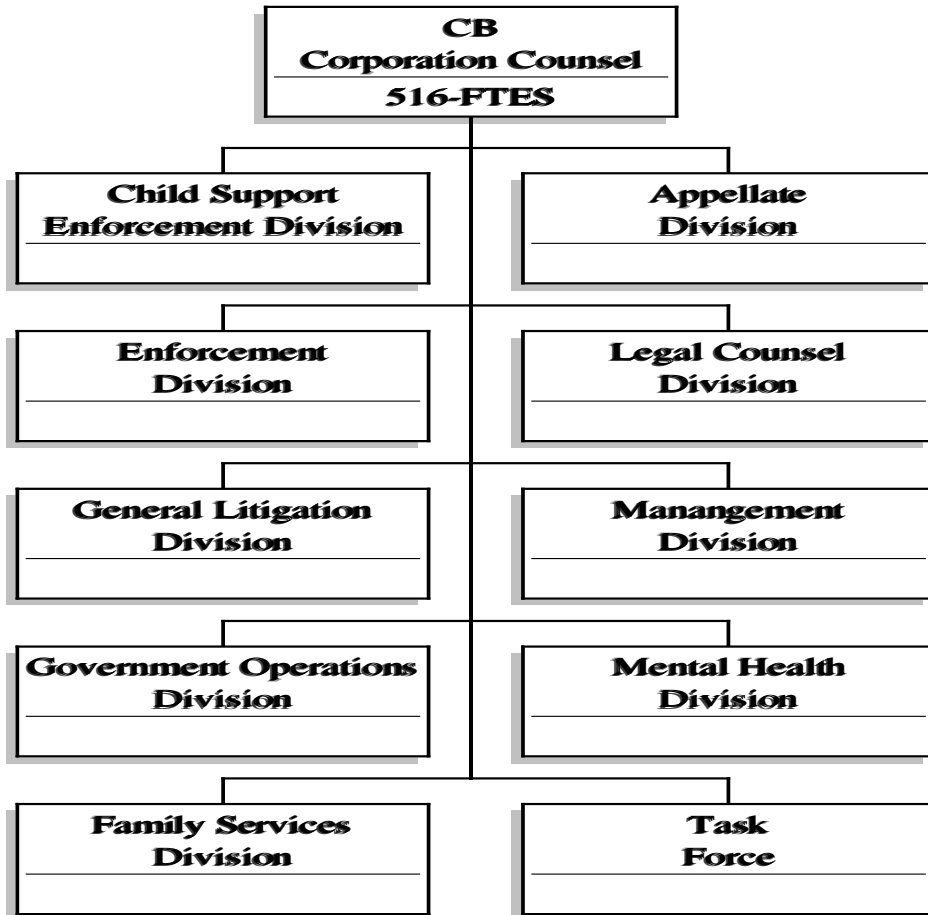 CB
Corporation Counsel
516-FTES
Child Support
Enforcement Division
Appellate
Division
Enforcement
Division
Legal Counsel
Division
General Litigation
Division
Manangement
Division
Government Operations
Division
Mental Health
Division
Family Services
Division
Task
Force